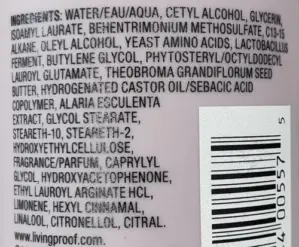 INGREDIENTS: WATER/EAU/AQUA, CETYL ALCOHOL, GLYCERIN,
ISOAMYL LAURATE, BEHENTRIMONIUM METHOSULFATE, C13-15
ALKANE, OLEYL ALCOHOL, YEAST AMINO ACIDS, LACTOBACILLUS
FERMENT, BUTYLENE GLYCOL, PHYTOSTERYL/OCTYLDODECYL
LAUROYL GLUTAMATE, THEOBROMA GRANDIFLORUM SEED
BUTTER, HYDROGENATED CASTOR OIL/SEBACIC ACID
COPOLYMER, ALARIA ESCULENTA
EXTRACT, GLYCOL STEARATE,
STEARETH-10, STEARETH-2,
HYDROXYETHYLCELLULOSE,
FRAGRANCE/PARFUM, CAPRYLYL
GLYCOL, HYDROXYACETOPHENONE,
ETHYL LAUROYL ARGINATE HCL,
LIMONENE, HEXYL CINNAMAL,
LINALOOL, CITRONELLOL, CITRAL.
www.livingproof.com.
400557 5